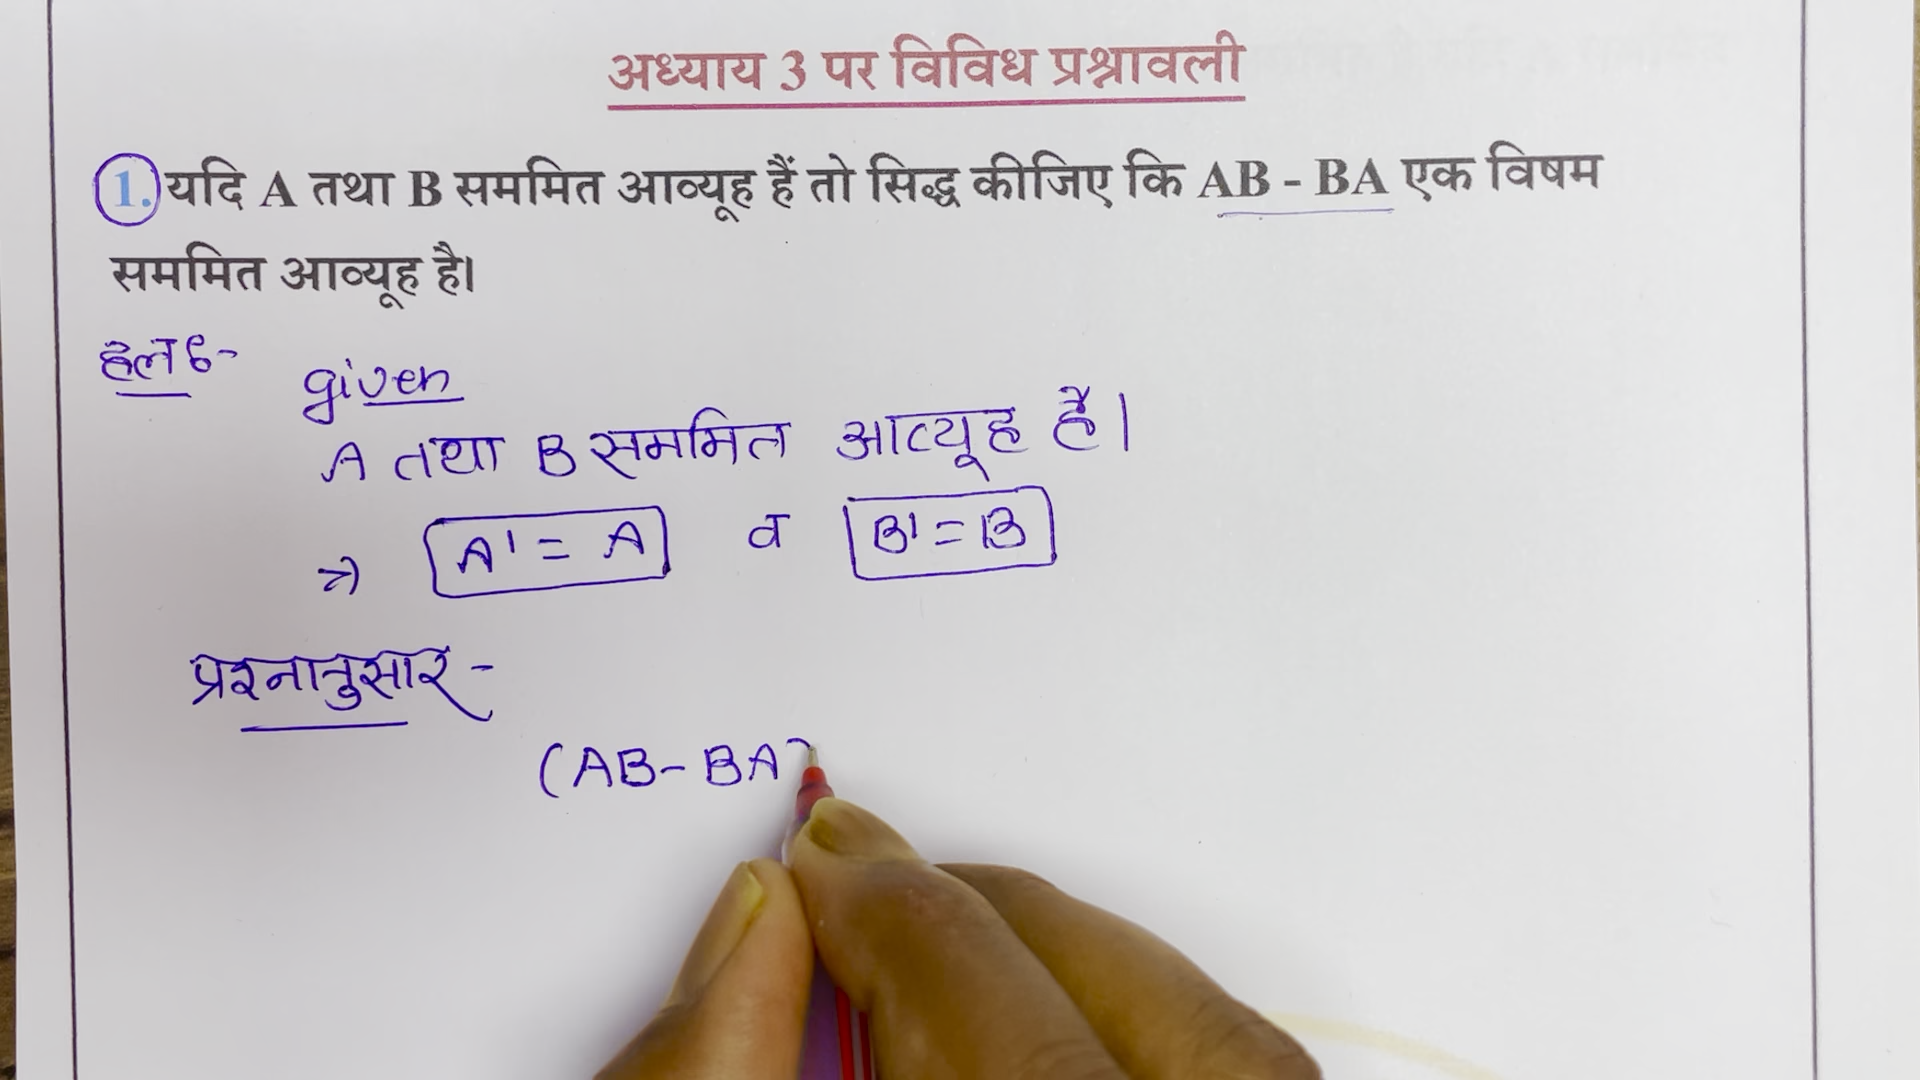 अध्याय 3 पर विविध प्रश्नावली
1. यदि A तथा B सममित आव्यूह हैं तो सिद्ध कीजिए कि AB - BA एक विषम
सममित आव्यूह है।
हलः-
given
A तथा B सममित आव्यूह हैं।
⇒ A' = A व B' = B
प्रश्नानुसार -
(AB - BA)